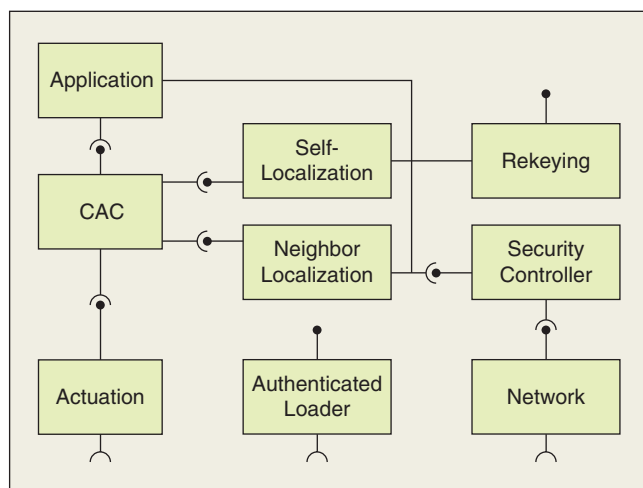 Application
Self-
Localization
Rekeying
CAC
Neighbor
Localization
Security
Controller
Actuation
Authenticated
Loader
Network